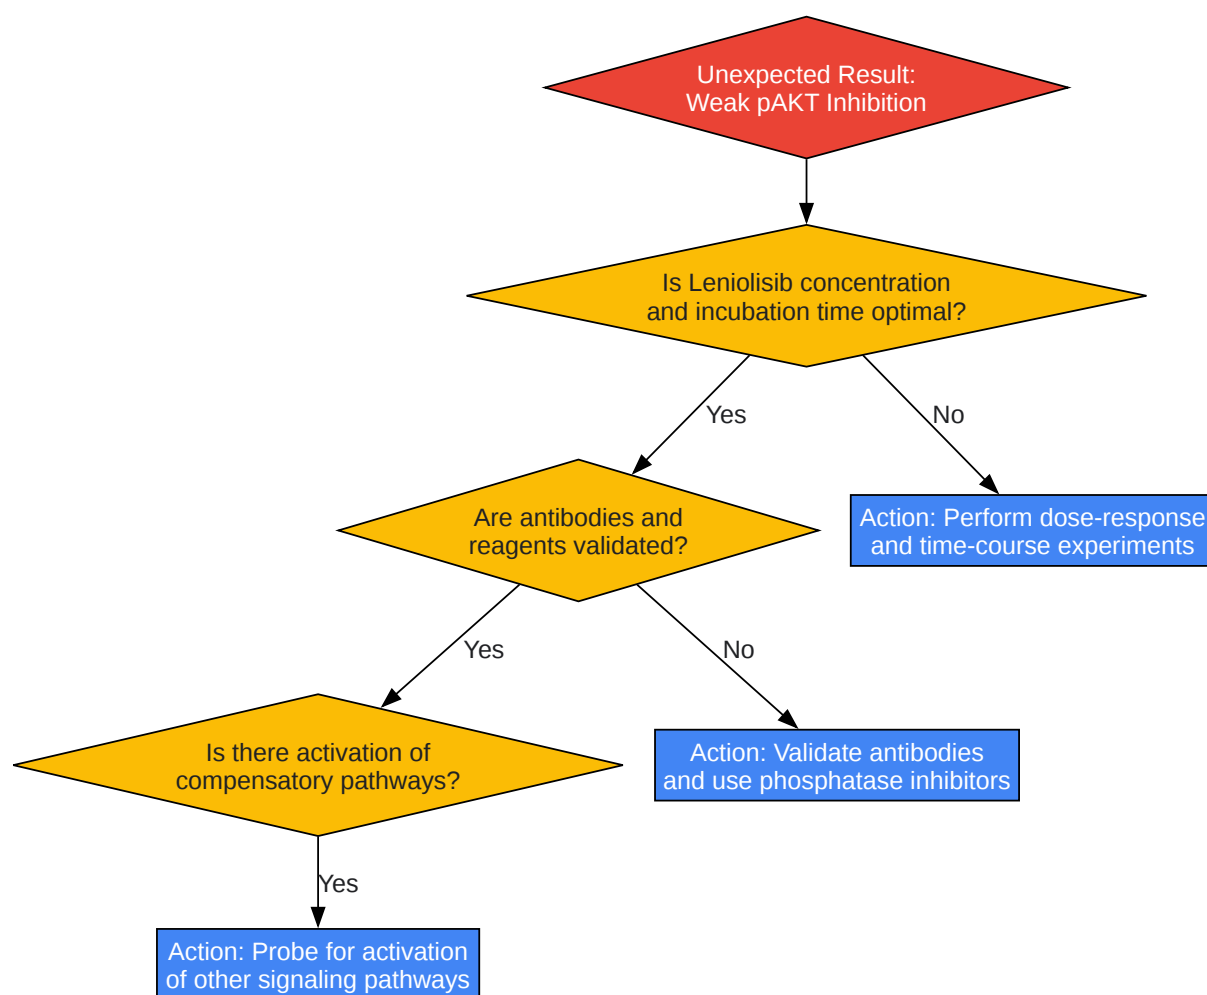 Unexpected Result:
Weak pAKT Inhibition
Is Leniolisib concentration
and incubation time optimal?
Yes
No
Are antibodies and
reagents validated?
Action: Perform dose-response
and time-course experiments
Yes
No
Is there activation of
compensatory pathways?
Action: Validate antibodies
and use phosphatase inhibitors
Yes
Action: Probe for activation
of other signaling pathways